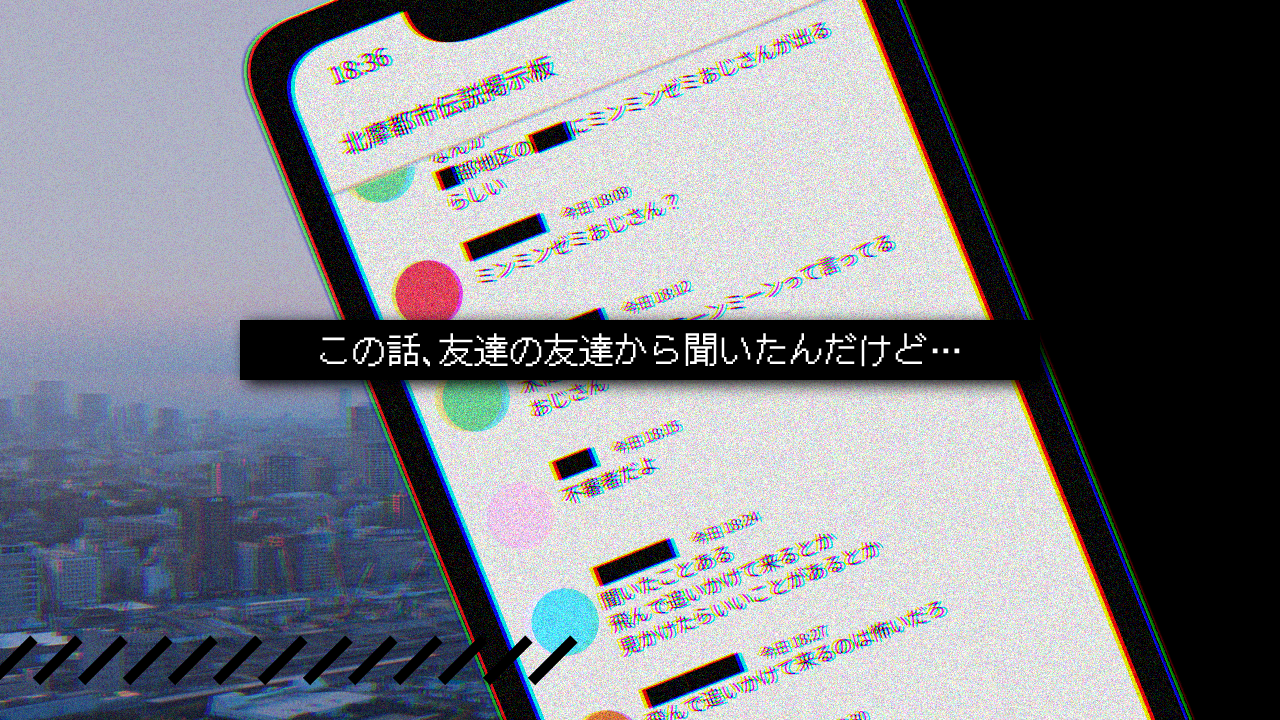 18:36
北摩都市伝説掲示板
なんか
部地区の にミンミンゼミおじさんが出る
らしい
今日 18:09
ミンミンゼミおじさん?
今日 18:12
ーンミーンって言ってる
この話、友達の友達から聞いたんだけど…
おじさん
今日 18:15
不審者だよ
今日 18:24
聞いたことある
飛んで追いかけて来るとか
見かけたらいいことがあるとか
今日 18:27
飛んで追いかけて来るのは怖いだろ